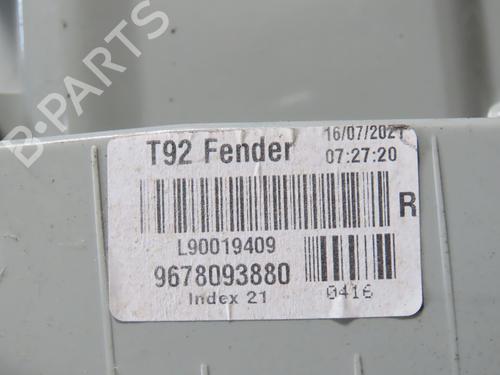 B-PARTS
T92 Fender
16/07/2021
07:27:20
R
L90019409
9678093880
Index 21
0416